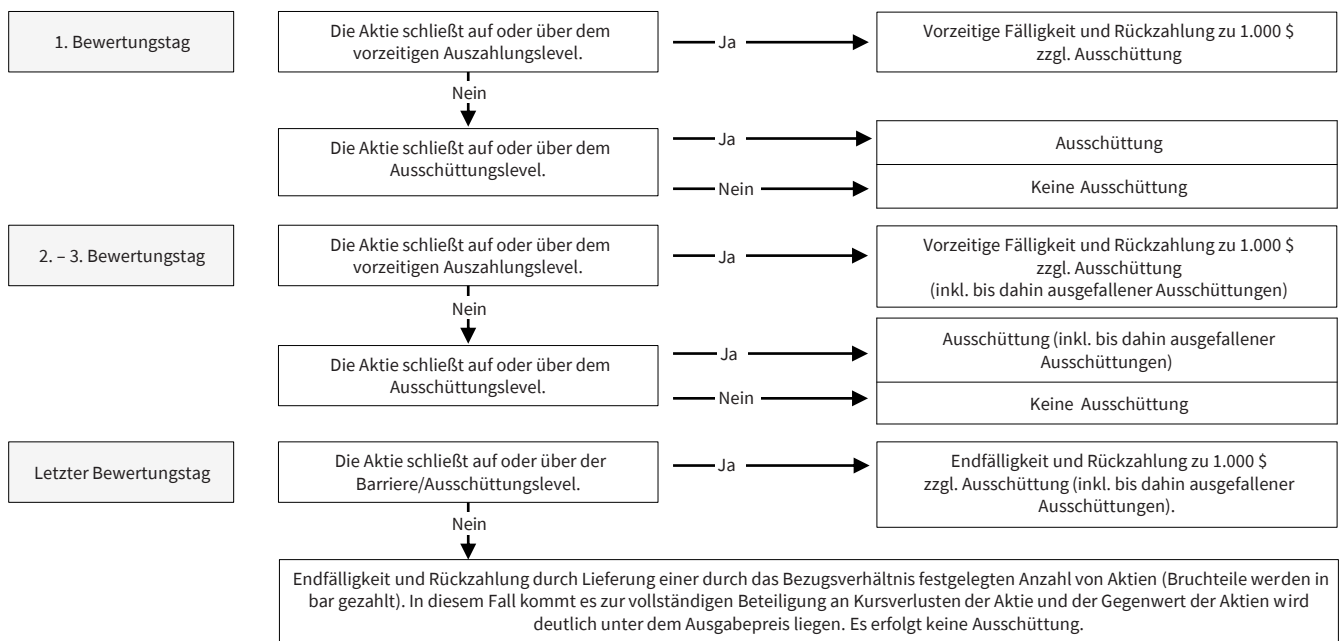 1. Bewertungstag
Die Aktie schließt auf oder über dem
vorzeitigen Auszahlungslevel.
Ja
Vorzeitige Fälligkeit und Rückzahlung zu 1.000 $
zzgl. Ausschüttung
Nein
Die Aktie schließt auf oder über dem
Ausschüttungslevel.
Ja
Ausschüttung
Nein
Keine Ausschüttung
2. – 3. Bewertungstag
Die Aktie schließt auf oder über dem
vorzeitigen Auszahlungslevel.
Ja
Vorzeitige Fälligkeit und Rückzahlung zu 1.000 $
zzgl. Ausschüttung
(inkl. bis dahin ausgefallener Ausschüttungen)
Nein
Die Aktie schließt auf oder über dem
Ausschüttungslevel.
Ja
Ausschüttung (inkl. bis dahin ausgefallener
Ausschüttungen)
Nein
Keine Ausschüttung
Letzter Bewertungstag
Die Aktie schließt auf oder über der
Barriere/Ausschüttungslevel.
Ja
Endfälligkeit und Rückzahlung zu 1.000 $
zzgl. Ausschüttung (inkl. bis dahin ausgefallener
Ausschüttungen).
Nein
Endfälligkeit und Rückzahlung durch Lieferung einer durch das Bezugsverhältnis festgelegten Anzahl von Aktien (Bruchteile werden in
bar gezahlt). In diesem Fall kommt es zur vollständigen Beteiligung an Kursverlusten der Aktie und der Gegenwert der Aktien wird
deutlich unter dem Ausgabepreis liegen. Es erfolgt keine Ausschüttung.